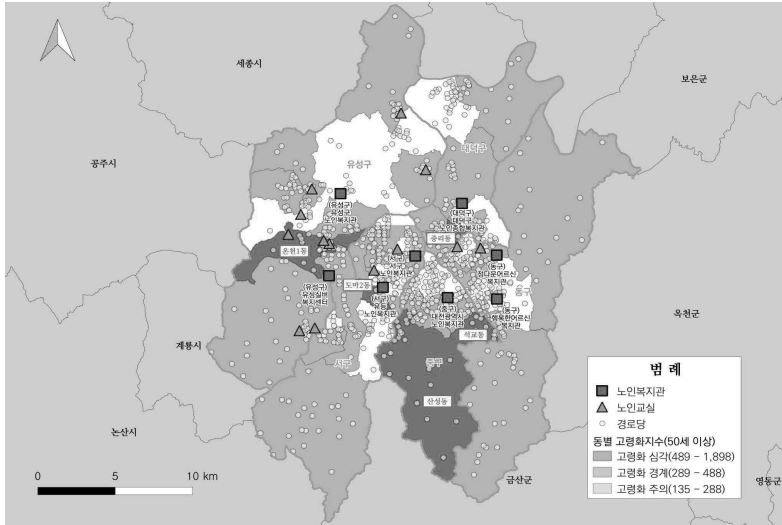 세종시
보은군
공주시
유성구
대덕구
(유성구)
유성구
노인복지관
(대덕구)
대덕구
노인종합복지관
온천1동
중리동
(서구)
서구
노인복지관
(동구)
정다운어르신
복지관
동구
도마2동
(유성구)
유성실버
복지센터
(서구)
유등
노인복지관
(중구)
대전광역시
노인복지관
(동구)
행복한어르신
복지관
석교동
옥천군
계룡시
서구
중구
산성동
논산시
금산군
영동군
0 5 10 km
범 례
노인복지관
노인교실
경로당
동별 고령화지수(50세 이상)
고령화 심각(489 - 1,898)
고령화 경계(289 - 488)
고령화 주의(135 - 288)